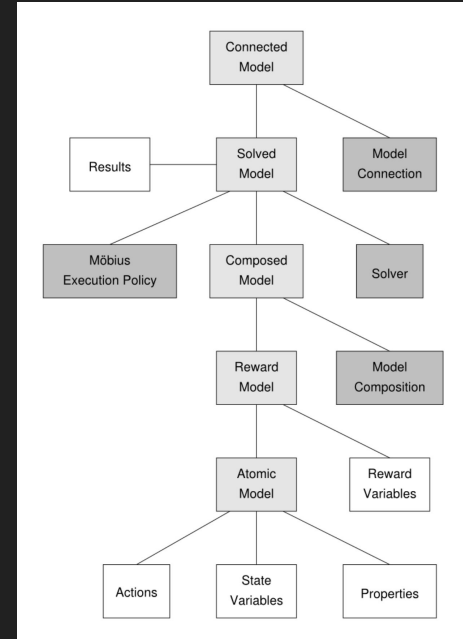 Connected
Model
Results
Solved
Model
Model
Connection
Möbius
Execution Policy
Composed
Model
Solver
Reward
Model
Model
Composition
Atomic
Model
Reward
Variables
Actions
State
Variables
Properties